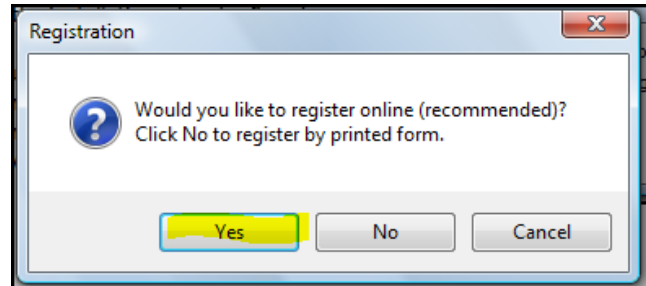 Registration
Would you like to register online (recommended)?
Click No to register by printed form.
Yes No Cancel